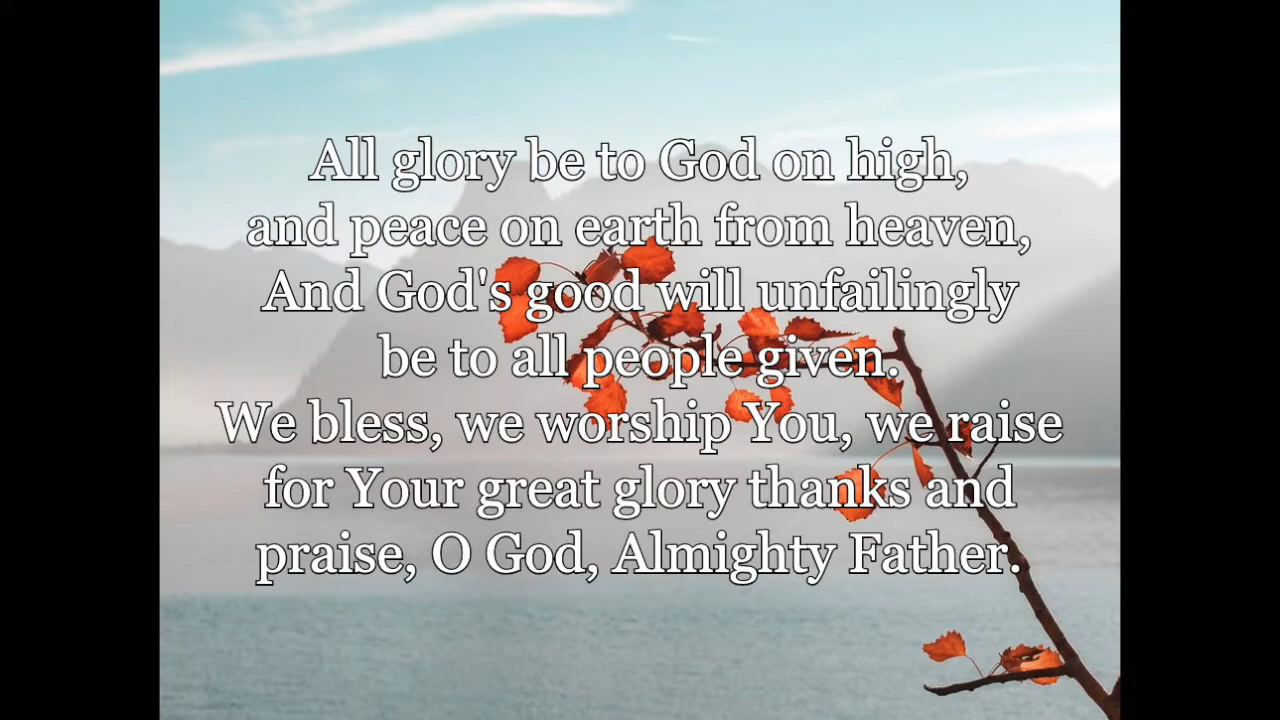 All glory be to God on high,
and peace on earth from heaven,
And God's good will unfailingly
be to all people given.
We bless, we worship You, we raise
for Your great glory thanks and
praise, O God, Almighty Father.